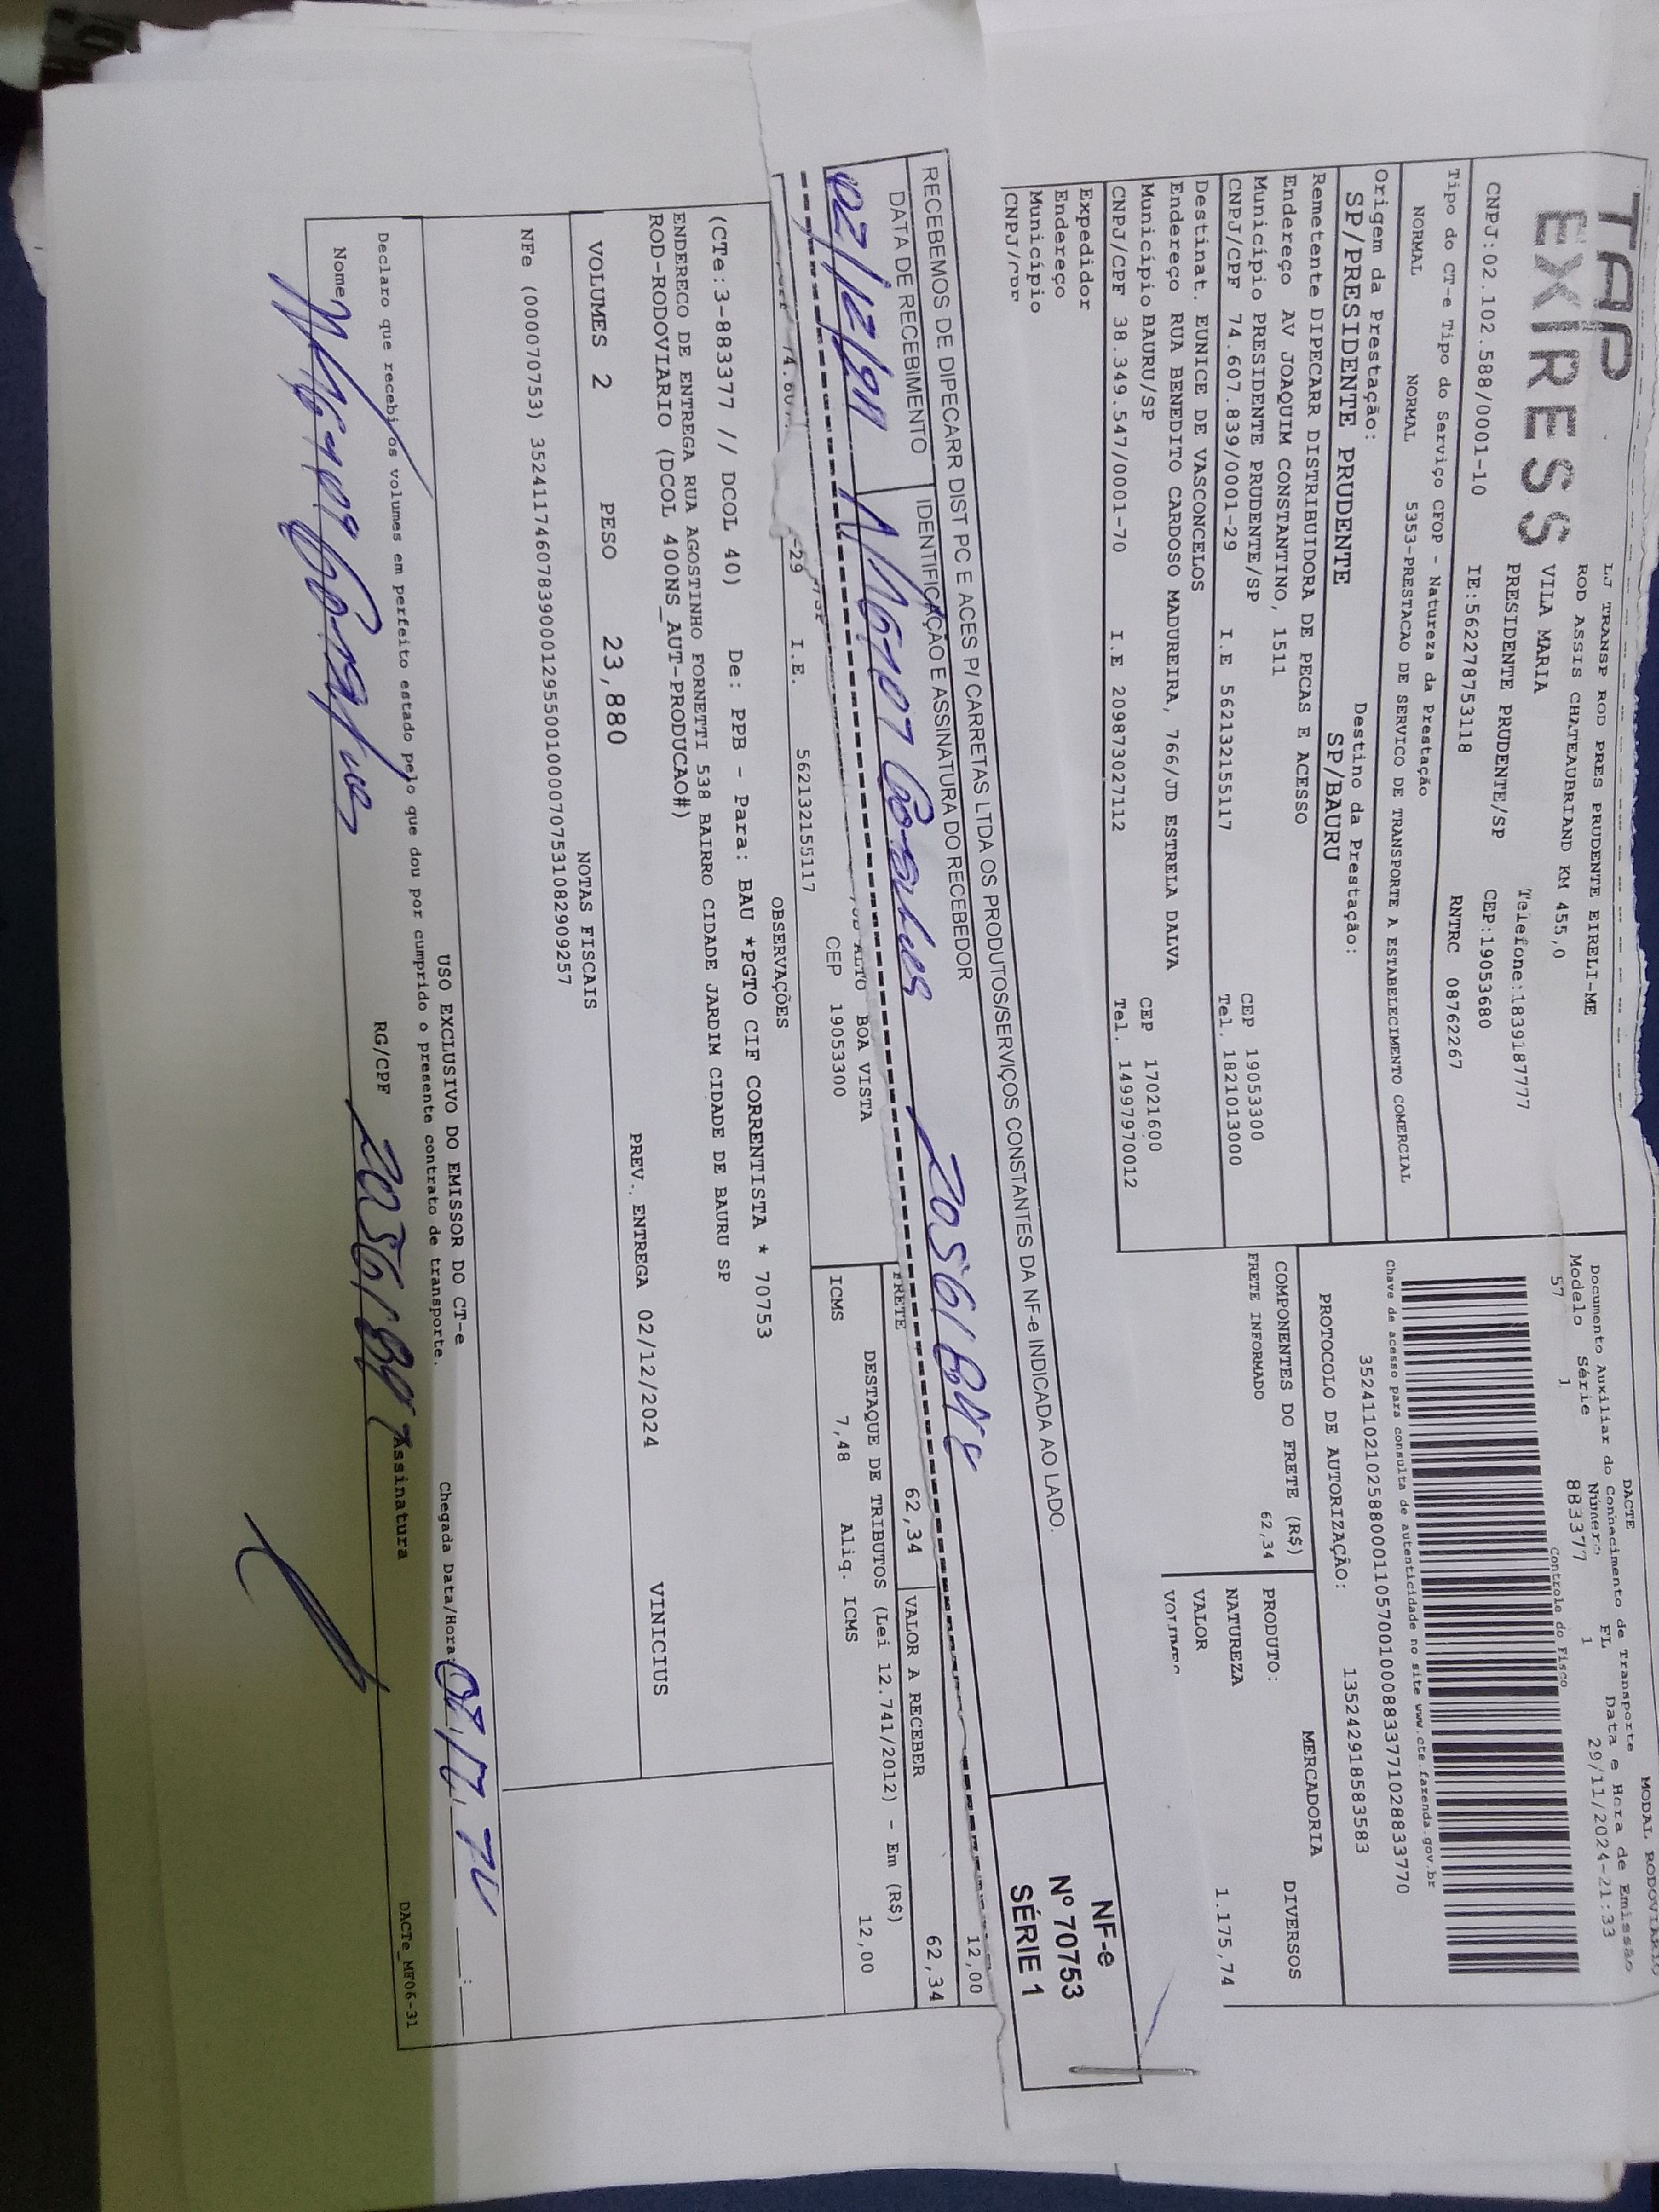 TAP
EXPRESS
LJ TRANSP ROD PRES PRUDENTE EIRELI-ME
ROD ASSIS CHATEAUBRIAND KM 455,0
VILA MARIA
PRESIDENTE PRUDENTE/SP
Telefone:1839187777
CEP:19053680
CNPJ:02.102.588/0001-10
IE:562278753118
RNTRC 08762267
Tipo do CT-e Tipo do Serviço CFOP - Natureza da Prestação
NORMAL NORMAL 5353-PRESTACAO DE SERVICO DE TRANSPORTE A ESTABELECIMENTO COMERCIAL
Origem da Prestação: Destino da Prestação:
SP/PRESIDENTE PRUDENTE SP/BAURU
Remetente DIPECARR DISTRIBUIDORA DE PECAS E ACESSO
Endereço AV JOAQUIM CONSTANTINO, 1511
Município PRESIDENTE PRUDENTE/SP CEP 19053300
CNPJ/CPF 74.607.839/0001-29 I.E 562132155117 Tel. 1821013000
Destinat. EUNICE DE VASCONCELOS
Endereço RUA BENEDITO CARDOSO MADUREIRA, 766/JD ESTRELA DALVA
Município BAURU/SP CEP 17021600
CNPJ/CPF 38.349.547/0001-70 I.E 209873027112 Tel. 14997970012
Expedidor
Endereço
Município
CNPJ/CPF
MODAL RODOVIARIO
DACTE
Documento Auxiliar do Conhecimento de Transporte
Modelo Série Número FL Data e Hora de Emissão
57 1 883377 1 29/11/2024-21:33
Controle do Fisco
Chave de acesso para consulta de autenticidade no site www.cte.fazenda.gov.br
35241102102588000110570010008833771028833770
PROTOCOLO DE AUTORIZAÇÃO: 135242918583583
COMPONENTES DO FRETE (R$)
FRETE INFORMADO 62,34
MERCADORIA
PRODUTO: DIVERSOS
NATUREZA
VALOR 1.175,74
VOLUMES
RECEBEMOS DE DIPECARR DIST PC E ACES P/ CARRETAS LTDA OS PRODUTOS/SERVIÇOS CONSTANTES DA NF-e INDICADA AO LADO.
DATA DE RECEBIMENTO IDENTIFICAÇÃO E ASSINATURA DO RECEBEDOR
NF-e
Nº 70753
SÉRIE 1
ALTO BOA VISTA
CEP 19053300
-29 I.E. 562132155117
12,00
FRETE 62,34 VALOR A RECEBER 62,34
DESTAQUE DE TRIBUTOS (Lei 12.741/2012) - Em (R$)
ICMS 7,48 Aliq. ICMS 12,00
OBSERVAÇÕES
(CTe:3-883377 // DCOL 40) De: PPB - Para: BAU *PGTO CIF CORRENTISTA * 70753
ENDERECO DE ENTREGA RUA AGOSTINHO FORNETTI 538 BAIRRO CIDADE JARDIM CIDADE DE BAURU SP
ROD-RODOVIARIO (DCOL 400NS_AUT-PRODUCAO#)
VOLUMES 2 PESO 23,880 PREV. ENTREGA 02/12/2024 VINICIUS
NOTAS FISCAIS
NFe (000070753) 35241174607839000129550010000707531082909257
USO EXCLUSIVO DO EMISSOR DO CT-e
Declaro que recebi os volumes em perfeito estado pelo que dou por cumprido o presente contrato de transporte.
Chegada Data/Hora:
Nome RG/CPF Assinatura
DACTe_MF06-31